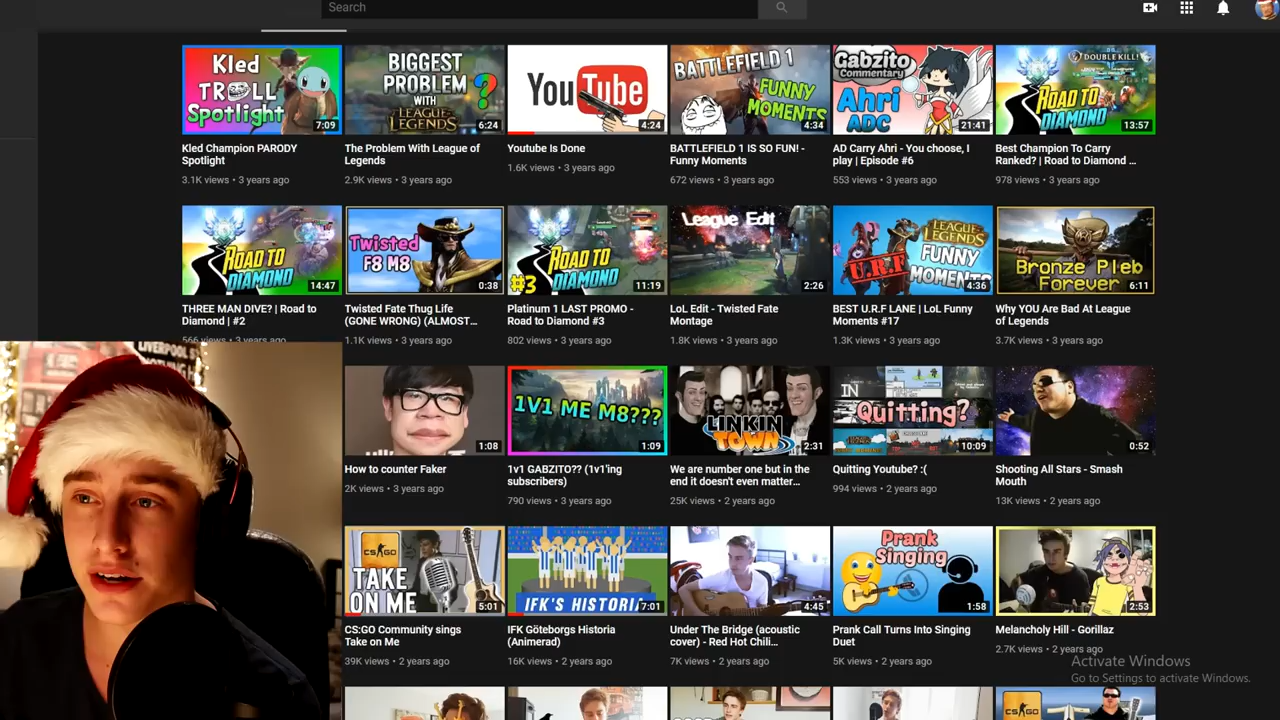 Search
Kled
TROLL
Spotlight
7:09
BIGGEST
PROBLEM
WITH
LEAGUE OF
LEGENDS
?
6:24
YouTube
4:24
BATTLEFIELD 1
FUNNY
MOMENTS
4:34
Gabzito
Commentary
Ahri
ADC
21:41
DOUBLE KILL!
ROAD TO
DIAMOND
13:57
Kled Champion PARODY
Spotlight
3.1K views • 3 years ago
The Problem With League of
Legends
2.9K views • 3 years ago
Youtube Is Done
1.6K views • 3 years ago
BATTLEFIELD 1 IS SO FUN! -
Funny Moments
672 views • 3 years ago
AD Carry Ahri - You choose, I
play | Episode #6
553 views • 3 years ago
Best Champion To Carry
Ranked? | Road to Diamond ...
978 views • 3 years ago
ROAD TO
DIAMOND
14:47
Twisted
F8 M8
0:38
ROAD TO
DIAMOND
#3
11:19
League Edit
2:26
LEAGUE OF
LEGENDS
U.R.F
FUNNY
MOMENTS
4:36
Bronze Pleb
Forever
6:11
THREE MAN DIVE? | Road to
Diamond | #2
566 views • 3 years ago
Twisted Fate Thug Life
(GONE WRONG) (ALMOST...
1.1K views • 3 years ago
Platinum 1 LAST PROMO -
Road to Diamond #3
802 views • 3 years ago
LoL Edit - Twisted Fate
Montage
1.8K views • 3 years ago
BEST U.R.F LANE | LoL Funny
Moments #17
1.3K views • 3 years ago
Why YOU Are Bad At League
of Legends
3.7K views • 3 years ago
1:08
1V1 ME M8???
1:09
LINKIN
TOWN
2:31
IN
Quitting?
10:09
0:52
How to counter Faker
2K views • 3 years ago
1v1 GABZITO?? (1v1'ing
subscribers)
790 views • 3 years ago
We are number one but in the
end it doesn't even matter...
25K views • 2 years ago
Quitting Youtube? :(
994 views • 2 years ago
Shooting All Stars - Smash
Mouth
13K views • 2 years ago
CS:GO
TAKE
ON ME
5:01
IFK'S HISTORIA
7:01
4:45
Prank
Singing
1:58
2:53
CS:GO Community sings
Take on Me
39K views • 2 years ago
IFK Göteborgs Historia
(Animerad)
16K views • 2 years ago
Under The Bridge (acoustic
cover) - Red Hot Chili...
7K views • 2 years ago
Prank Call Turns Into Singing
Duet
5K views • 2 years ago
Melancholy Hill - Gorillaz
2.7K views • 2 years ago
Activate Windows
Go to Settings to activate Windows.
CS:GO
LIVERPOOL